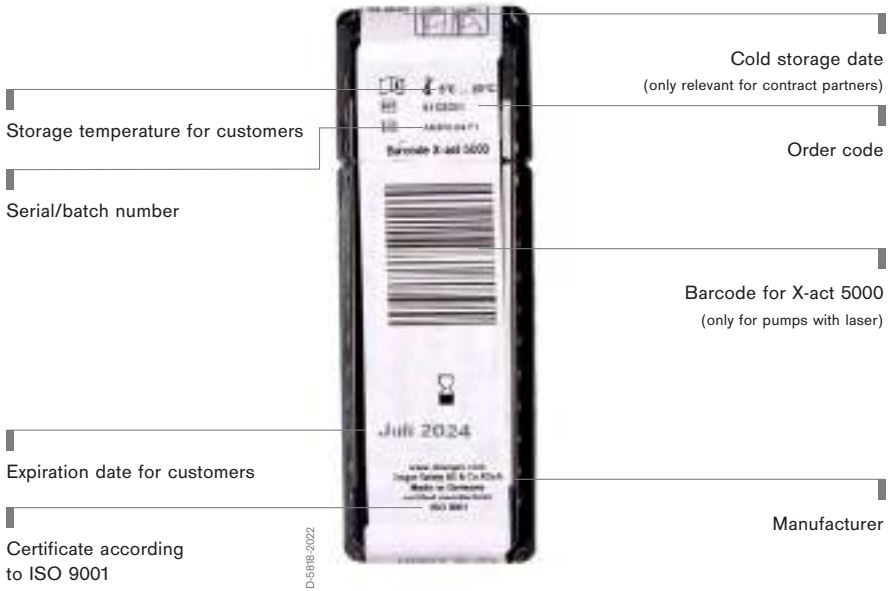 Cold storage date
(only relevant for contract partners)
Storage temperature for customers
Order code
Serial/batch number
Barcode X-act 5000
Barcode for X-act 5000
(only for pumps with laser)
Juli 2024
Expiration date for customers
Made in Germany
ISO 9001
Manufacturer
Certificate according
to ISO 9001
D-5818-2022